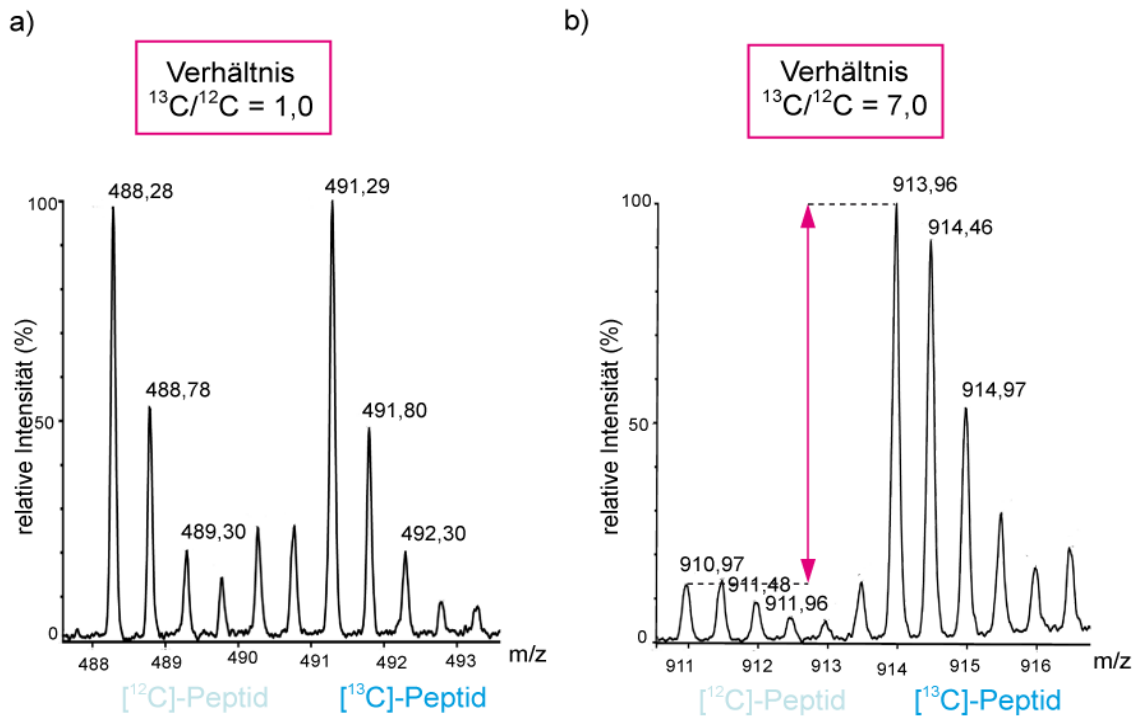 a)
Verhältnis
¹³C/¹²C = 1,0
relative Intensität (%)
100
50
0
488,28
488,78
489,30
491,29
491,80
492,30
488 489 490 491 492 493 m/z
[¹²C]-Peptid [¹³C]-Peptid
b)
Verhältnis
¹³C/¹²C = 7,0
relative Intensität (%)
100
50
0
913,96
914,46
914,97
910,97
911,48
911,96
911 912 913 914 915 916 m/z
[¹²C]-Peptid [¹³C]-Peptid